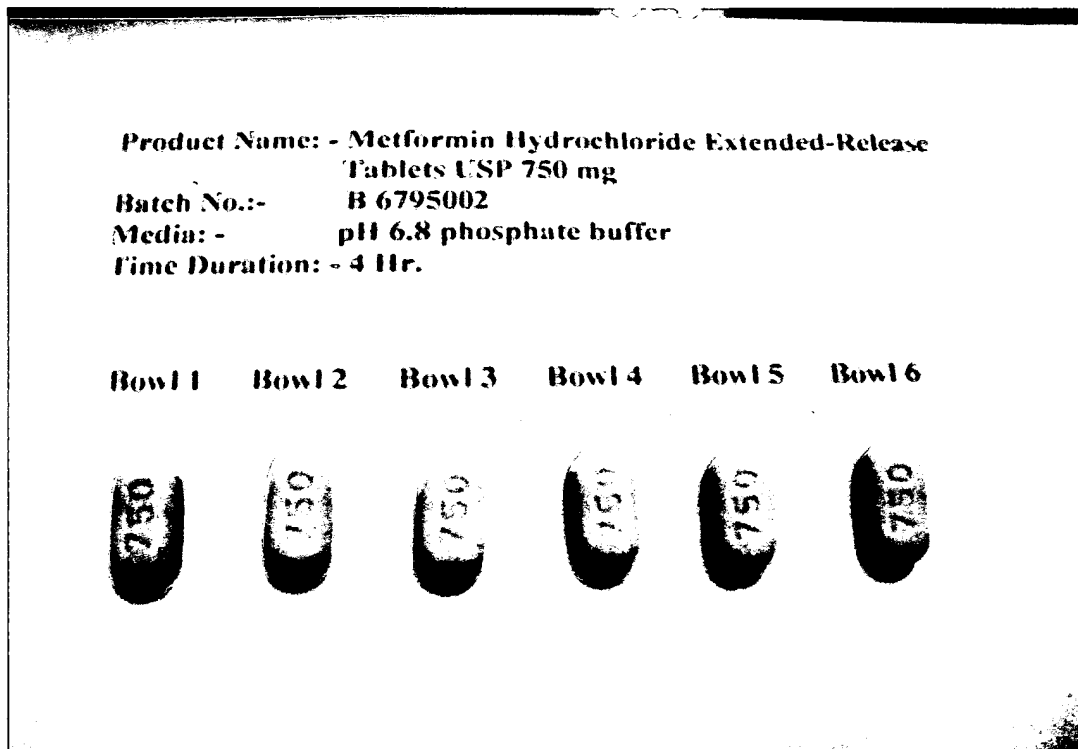 Product Name: - Metformin Hydrochloride Extended-Release
Tablets USP 750 mg
Batch No.:- B 6795002
Media: - pH 6.8 phosphate buffer
Time Duration: - 4 Hr.
Bowl 1 Bowl 2 Bowl 3 Bowl 4 Bowl 5 Bowl 6
750 750 750 750 750 750